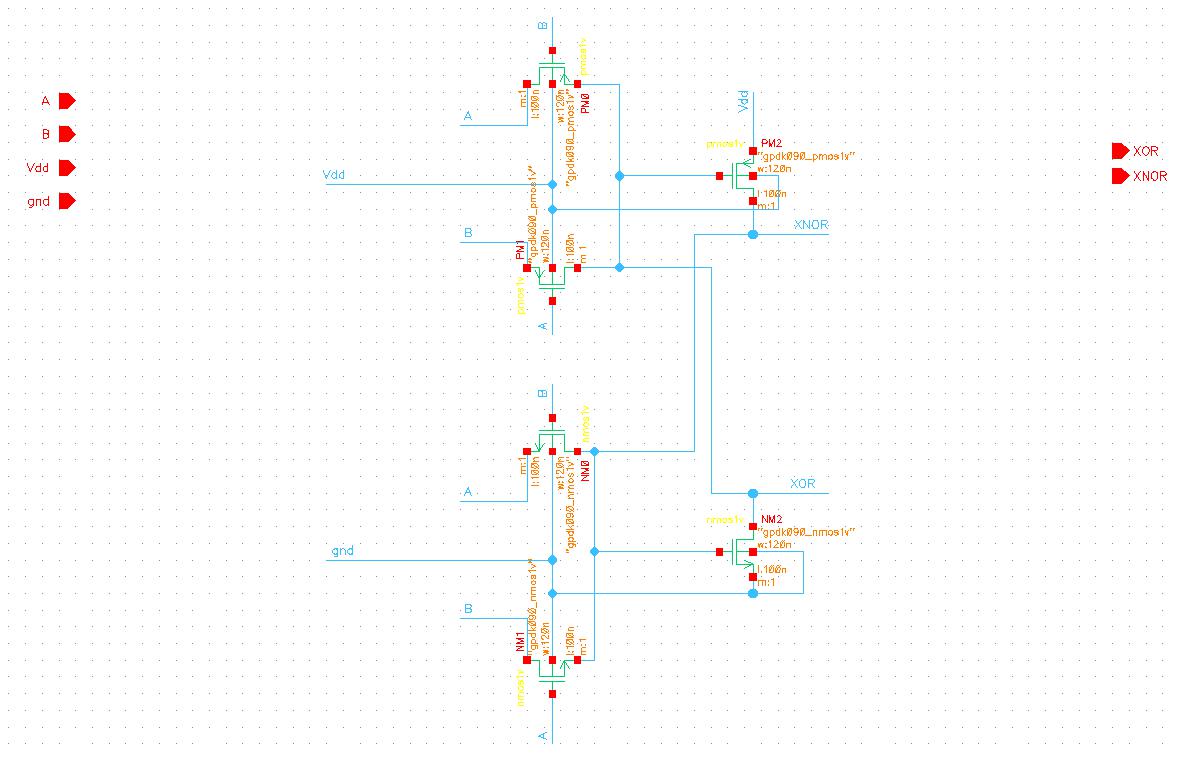 A
B
Vdd
gnd
B
pmos1v
m:1
l:100n
w:120n
"gpdk090_pmos1v"
PM0
A
Vdd
B
PM1
"gpdk090_pmos1v"
w:120n
l:100n
m:1
pmos1v
A
Vdd
pmos1v
PM2
"gpdk090_pmos1v"
w:120n
l:100n
m:1
XNOR
XOR
XNOR
B
nmos1v
m:1
l:100n
w:120n
"gpdk090_nmos1v"
NM0
A
gnd
B
NM1
"gpdk090_nmos1v"
w:120n
l:100n
m:1
nmos1v
A
XOR
nmos1v
NM2
"gpdk090_nmos1v"
w:120n
l:100n
m:1